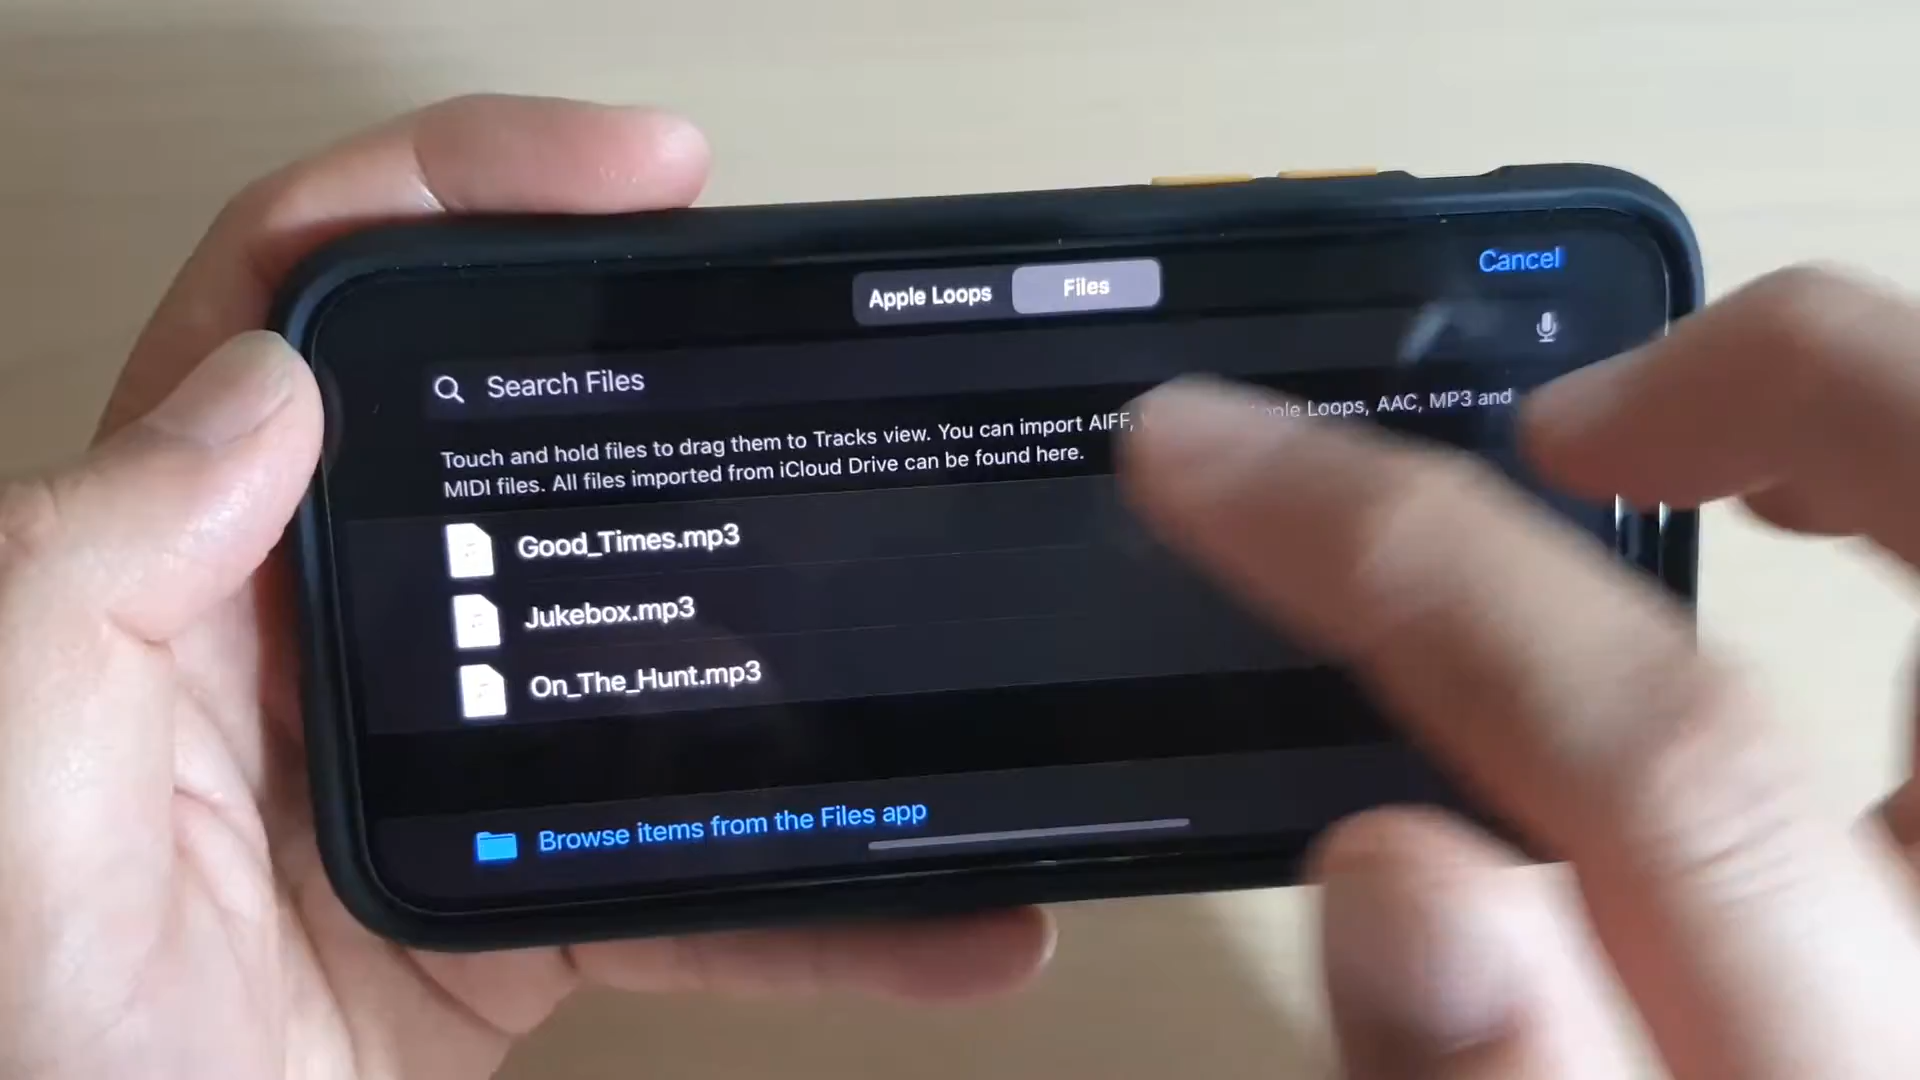 Cancel
Apple Loops
Files
Search Files
Touch and hold files to drag them to Tracks view. You can import AIFF, Loops, AAC, MP3 and
MIDI files. All files imported from iCloud Drive can be found here.
Good_Times.mp3
Jukebox.mp3
On_The_Hunt.mp3
Browse items from the Files app